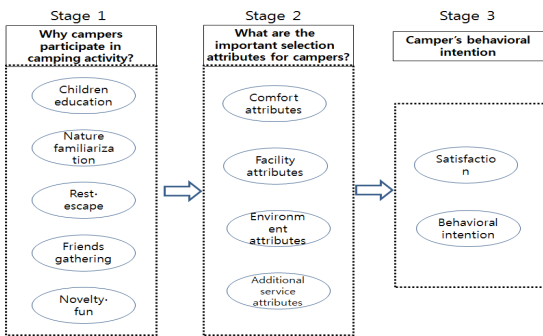 Stage 1
Why campers
participate in
camping activity?
Children
education
Nature
familiariza
tion
Rest·
escape
Friends
gathering
Novelty·
fun
Stage 2
What are the
important selection
attributes for campers?
Comfort
attributes
Facility
attributes
Environm
ent
attributes
Additional
service
attributes
Stage 3
Camper’s behavioral
intention
Satisfactio
n
Behavioral
intention